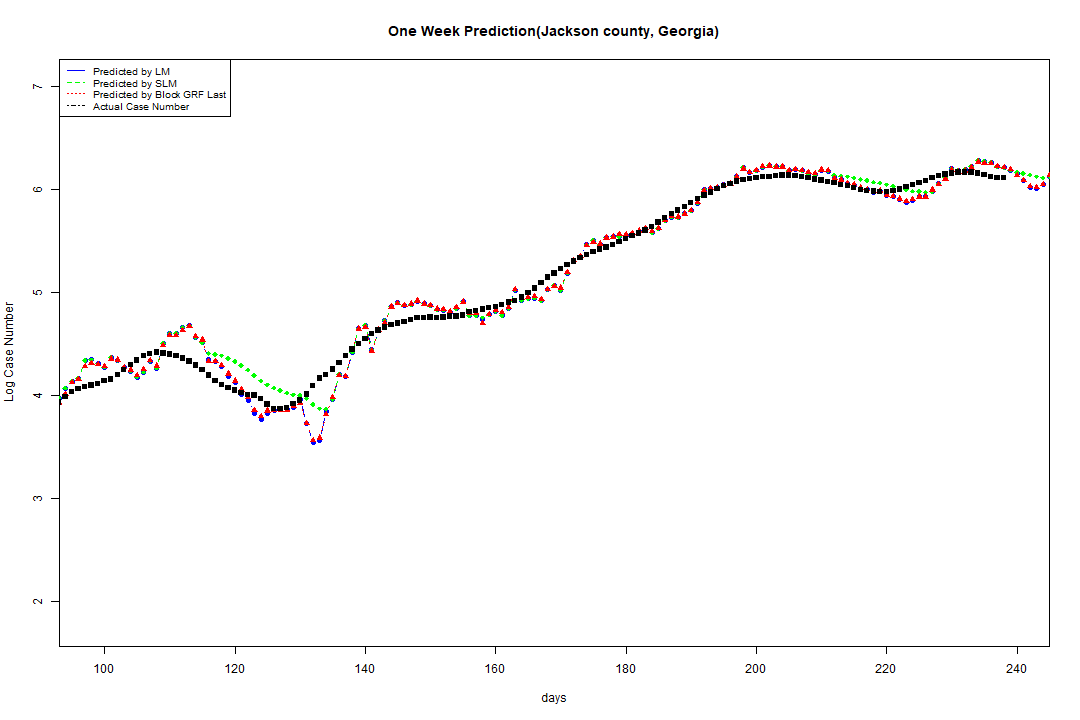 One Week Prediction(Jackson county, Georgia)
Predicted by LM
Predicted by SLM
Predicted by Block GRF Last
Actual Case Number
7
6
5
4
3
2
Log Case Number
100 120 140 160 180 200 220 240
days